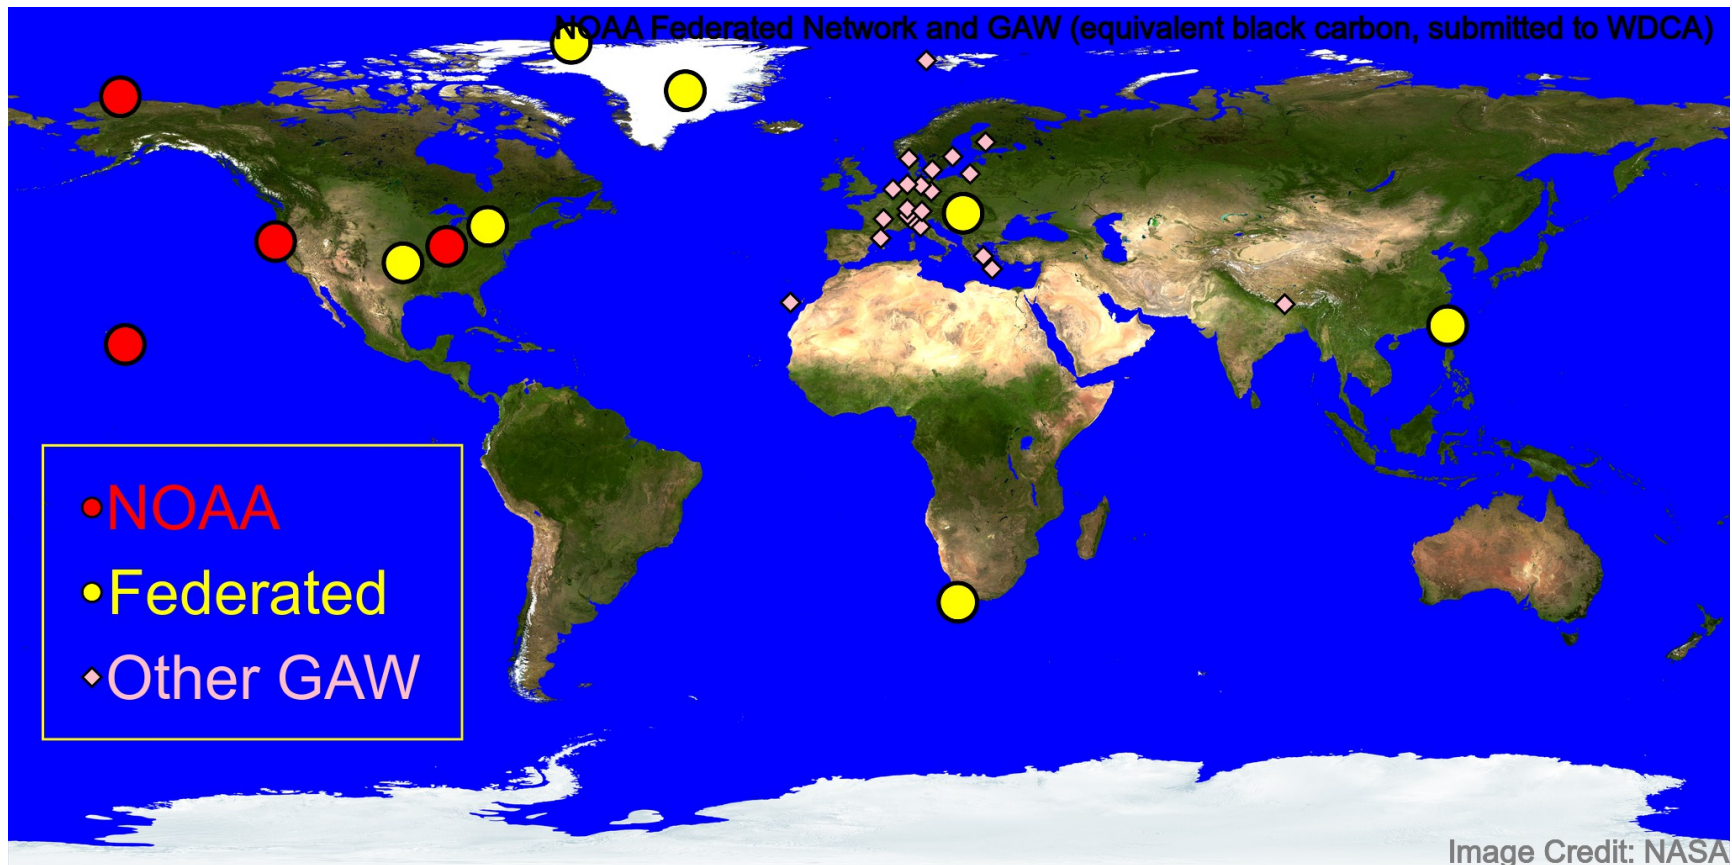 NOAA Federated Network and GAW (equivalent black carbon, submitted to WDCA)
NOAA
Federated
Other GAW
Image Credit: NASA